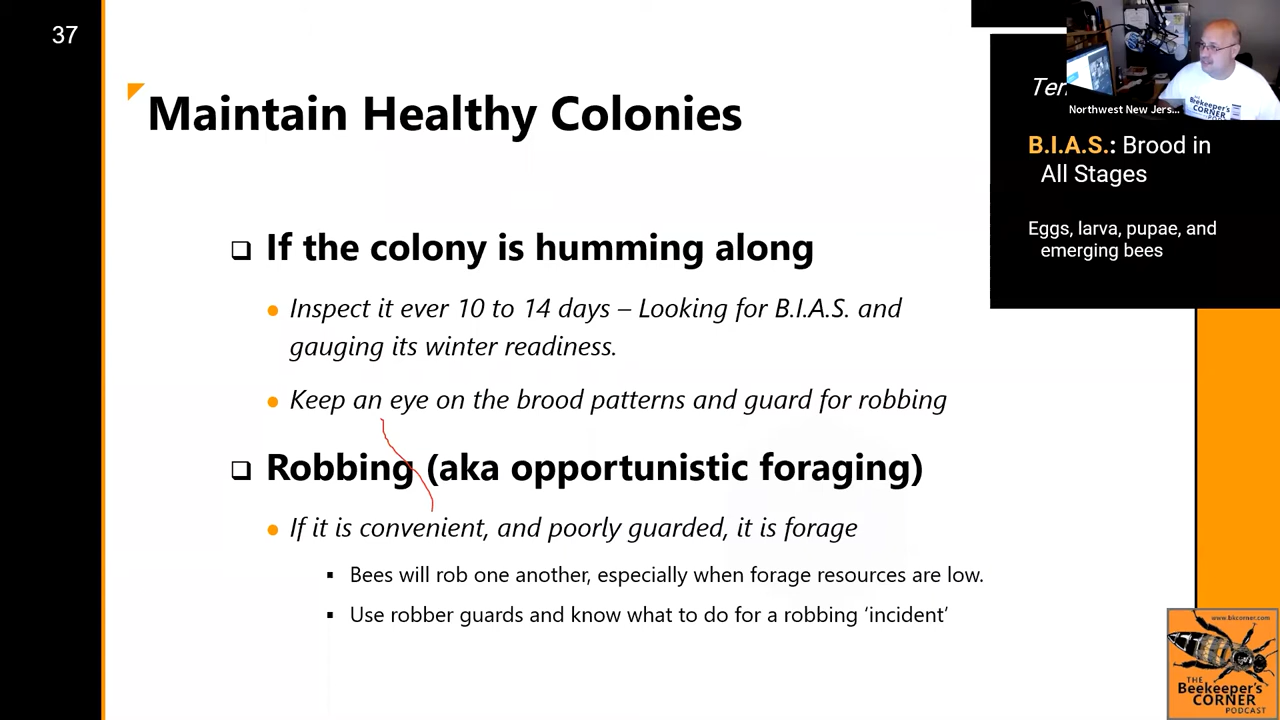 37
Maintain Healthy Colonies
If the colony is humming along
Inspect it ever 10 to 14 days – Looking for B.I.A.S. and
gauging its winter readiness.
Keep an eye on the brood patterns and guard for robbing
Robbing (aka opportunistic foraging)
If it is convenient, and poorly guarded, it is forage
Bees will rob one another, especially when forage resources are low.
Use robber guards and know what to do for a robbing ‘incident’
Beekeeper's
CORNER
Northwest New Jers...
B.I.A.S.: Brood in
All Stages
Eggs, larva, pupae, and
emerging bees
www.bkcorner.com
THE
Beekeeper's
CORNER
PODCAST